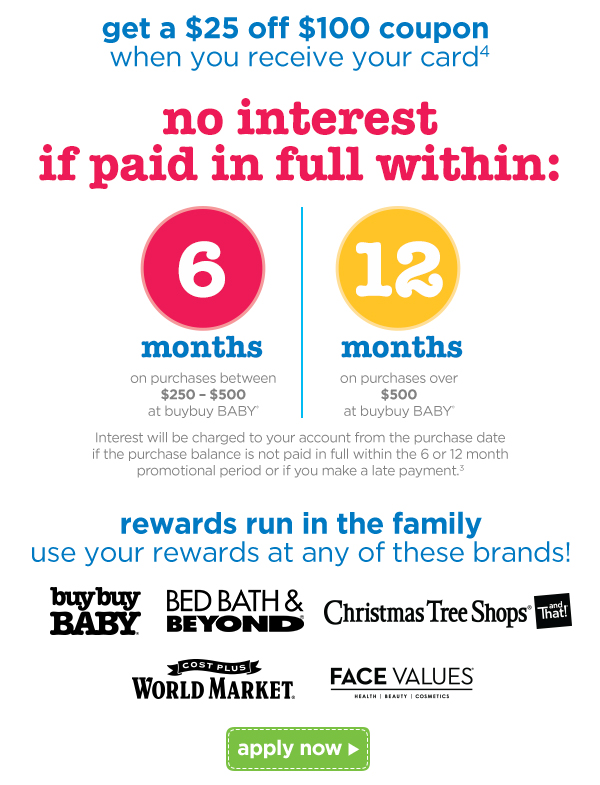 get a $25 off $100 coupon
when you receive your card⁴
no interest
if paid in full within:
6
months
on purchases between
$250 – $500
at buybuy BABY®
12
months
on purchases over
$500
at buybuy BABY®
Interest will be charged to your account from the purchase date
if the purchase balance is not paid in full within the 6 or 12 month
promotional period or if you make a late payment.³
rewards run in the family
use your rewards at any of these brands!
buybuy
BABY®
BED BATH &
BEYOND®
Christmas Tree Shops® and
That!®
COST PLUS
WORLD MARKET®
FACE VALUES®
HEALTH | BEAUTY | COSMETICS
apply now ►